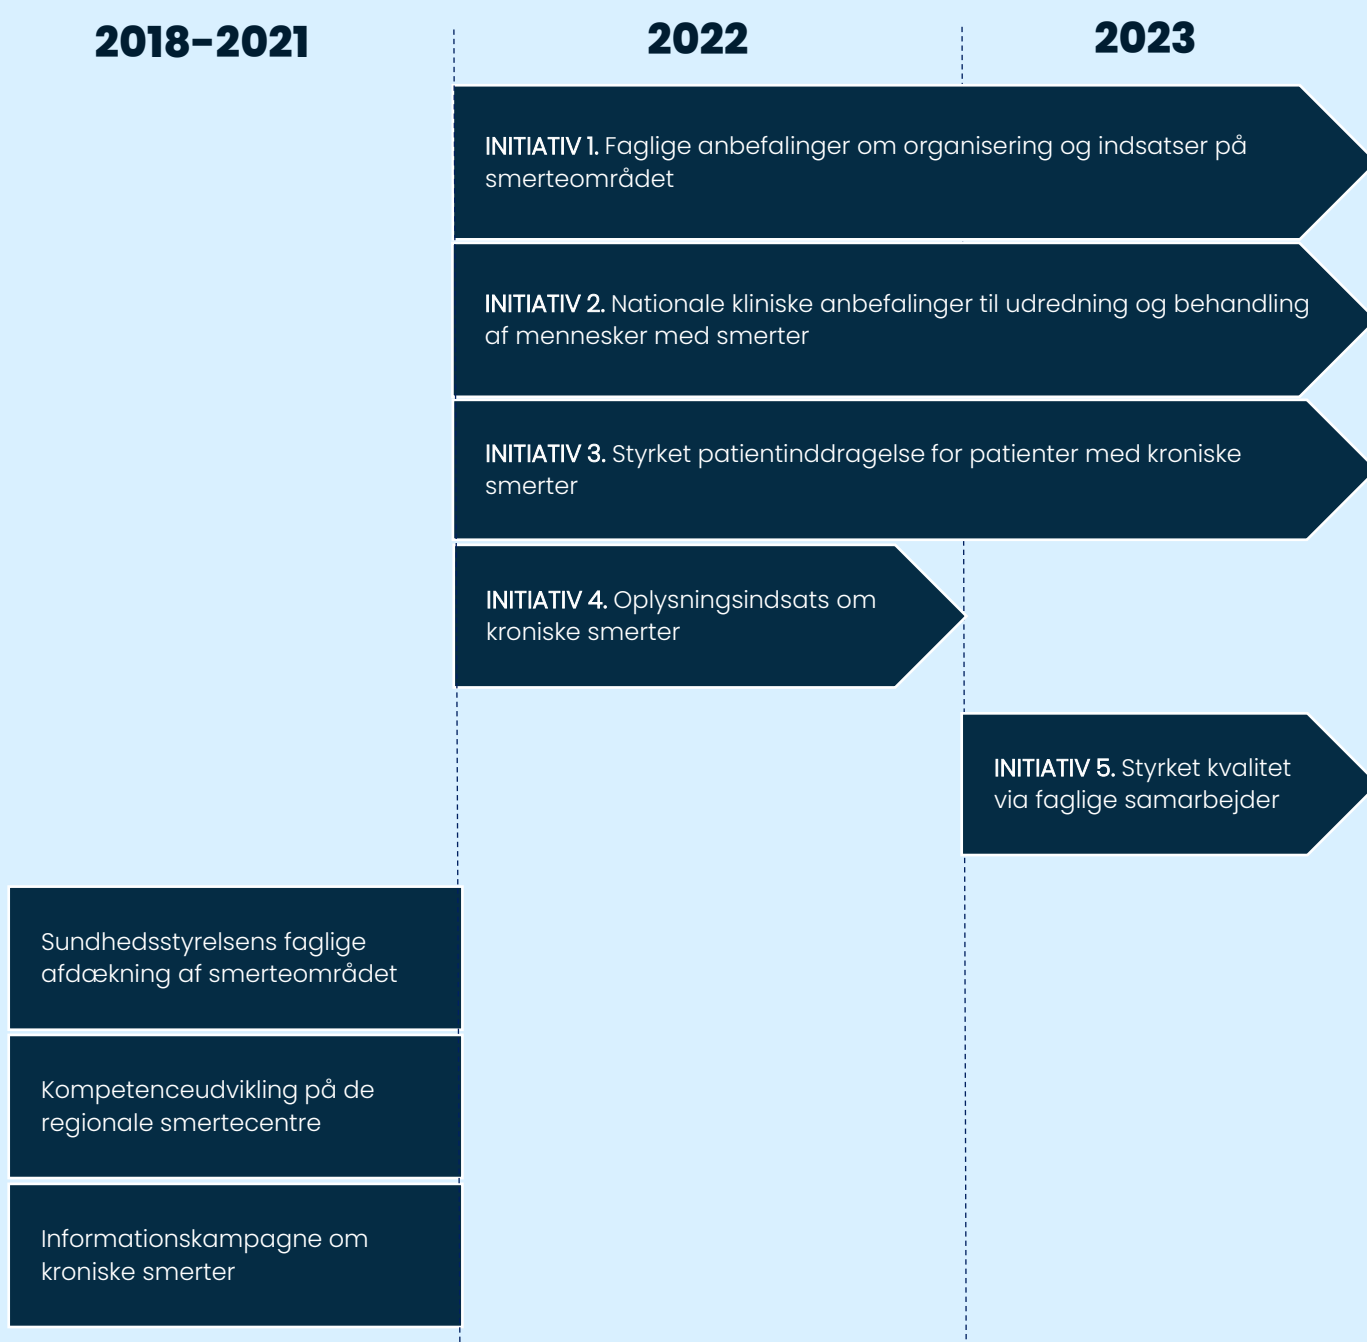 2018-2021
2022
2023
INITIATIV 1. Faglige anbefalinger om organisering og indsatser på
smerteområdet
INITIATIV 2. Nationale kliniske anbefalinger til udredning og behandling
af mennesker med smerter
INITIATIV 3. Styrket patientinddragelse for patienter med kroniske
smerter
INITIATIV 4. Oplysningsindsats om
kroniske smerter
INITIATIV 5. Styrket kvalitet
via faglige samarbejder
Sundhedsstyrelsens faglige
afdækning af smerteområdet
Kompetenceudvikling på de
regionale smertecentre
Informationskampagne om
kroniske smerter